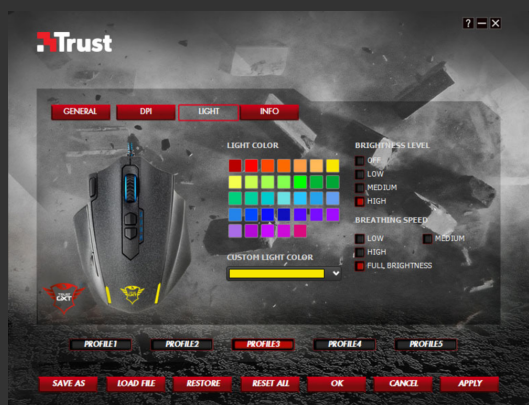 ? — X
Trust
GENERAL DPI LIGHT INFO
LIGHT COLOR
BRIGHTNESS LEVEL
OFF
LOW
MEDIUM
HIGH
BREATHING SPEED
LOW MEDIUM
HIGH
FULL BRIGHTNESS
CUSTOM LIGHT COLOR
TRUST
GXT
PROFILE1 PROFILE2 PROFILE3 PROFILE4 PROFILE5
SAVE AS LOAD FILE RESTORE RESET ALL OK CANCEL APPLY